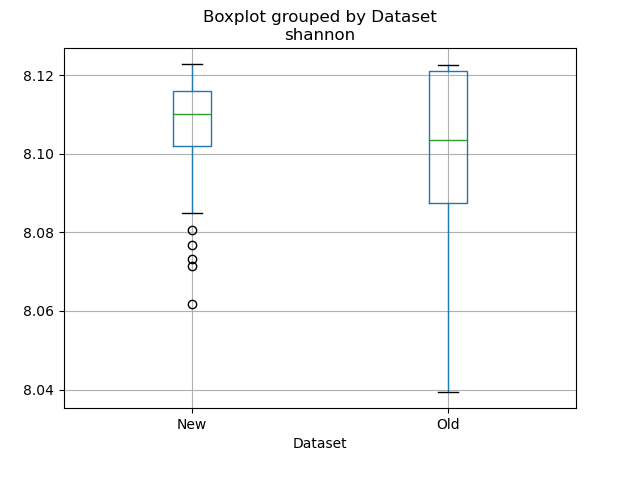 Boxplot grouped by Dataset
shannon
8.12
8.10
8.08
8.06
8.04
New Old
Dataset